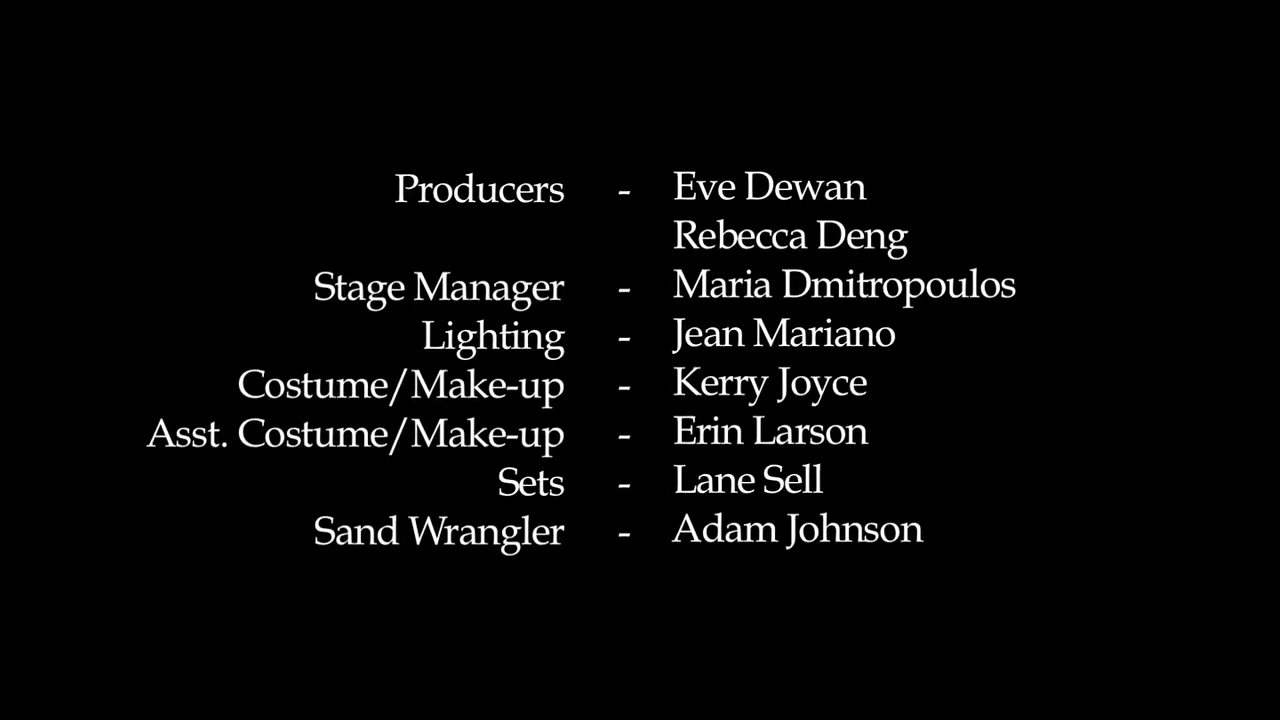 Producers - Eve Dewan
Rebecca Deng
Stage Manager - Maria Dmitropoulos
Lighting - Jean Mariano
Costume/Make-up - Kerry Joyce
Asst. Costume/Make-up - Erin Larson
Sets - Lane Sell
Sand Wrangler - Adam Johnson